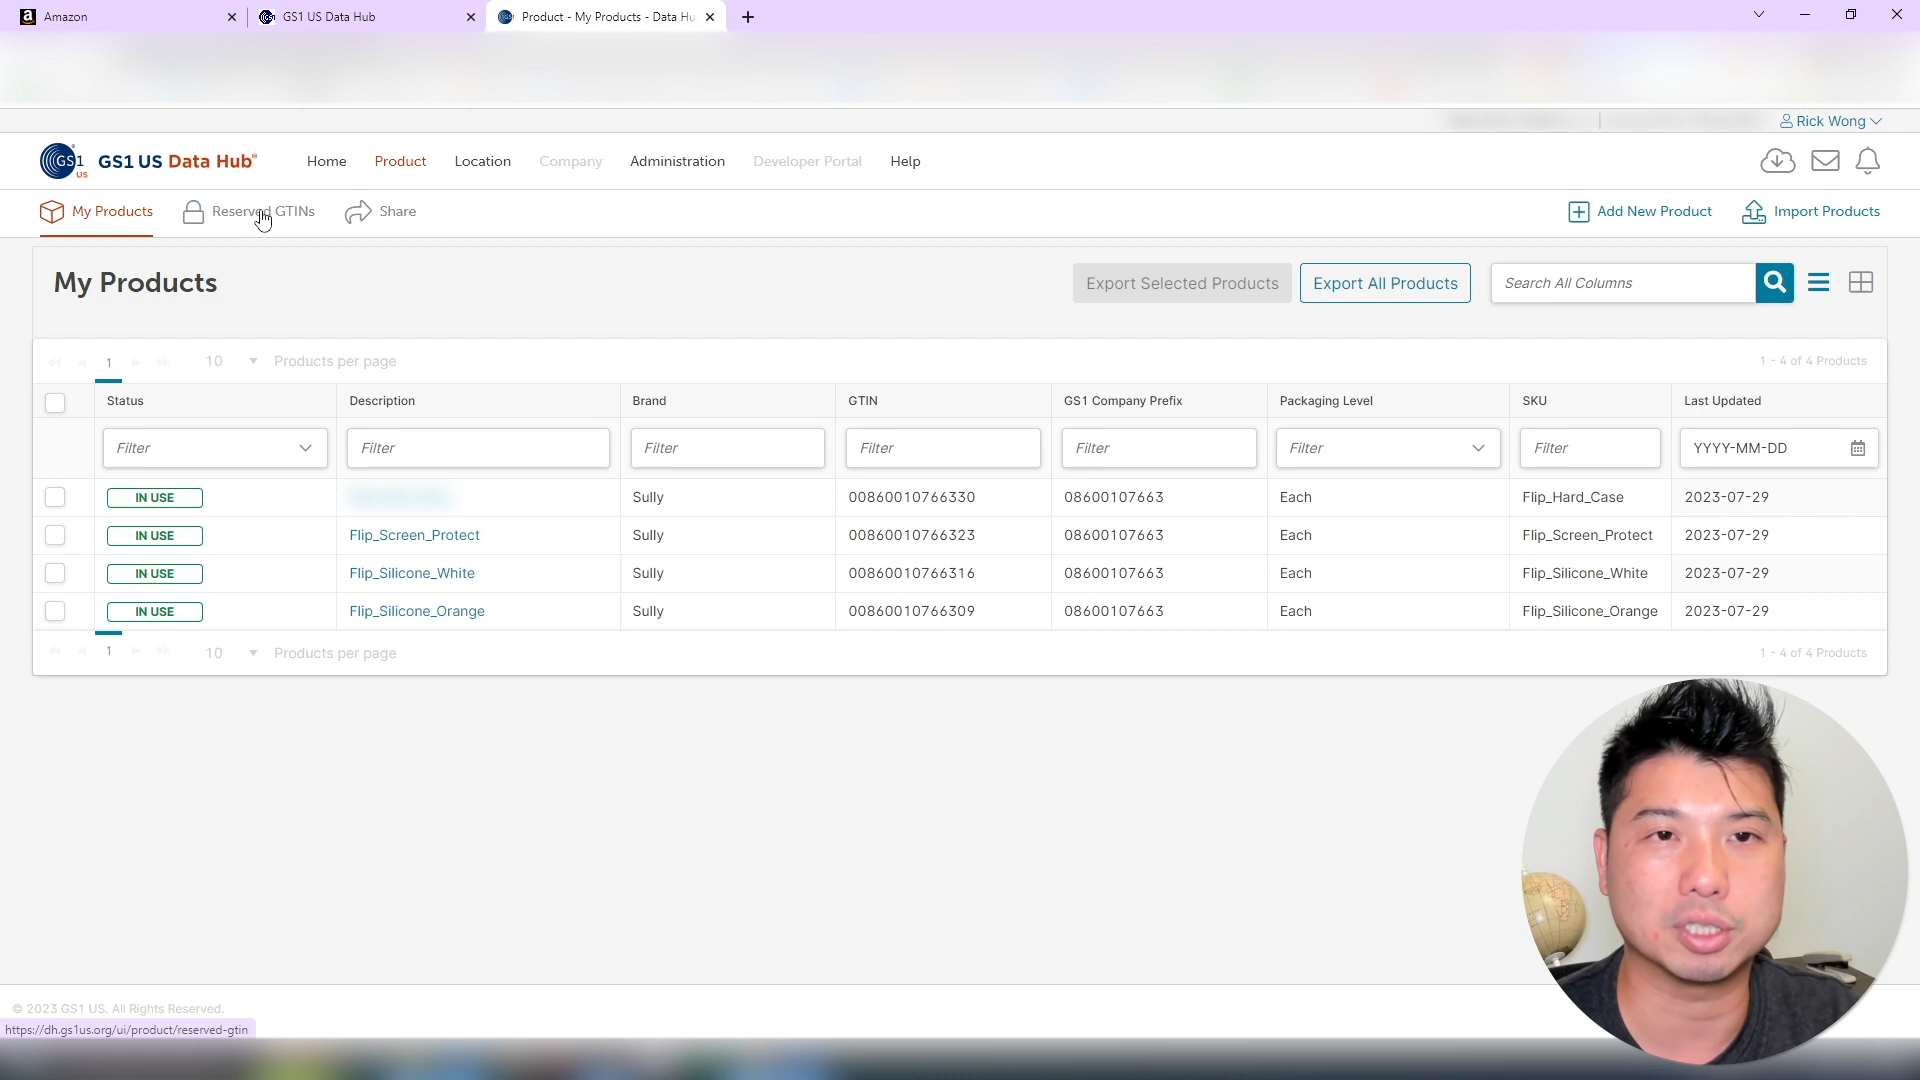 Amazon
GS1 US Data Hub
Product - My Products - Data Hu
Rick Wong
GS1 US
GS1 US Data Hub®
Home Product Location Company Administration Developer Portal Help
My Products Reserved GTINs Share Add New Product Import Products
My Products
Export Selected Products Export All Products Search All Columns
1 10 Products per page 1 - 4 of 4 Products
Status Description Brand GTIN GS1 Company Prefix Packaging Level SKU Last Updated
Filter Filter Filter Filter Filter Filter Filter YYYY-MM-DD
IN USE Sully 00860010766330 08600107663 Each Flip_Hard_Case 2023-07-29
IN USE Flip_Screen_Protect Sully 00860010766323 08600107663 Each Flip_Screen_Protect 2023-07-29
IN USE Flip_Silicone_White Sully 00860010766316 08600107663 Each Flip_Silicone_White 2023-07-29
IN USE Flip_Silicone_Orange Sully 00860010766309 08600107663 Each Flip_Silicone_Orange 2023-07-29
1 10 Products per page 1 - 4 of 4 Products
© 2023 GS1 US. All Rights Reserved.
https://dh.gs1us.org/ui/product/reserved-gtin